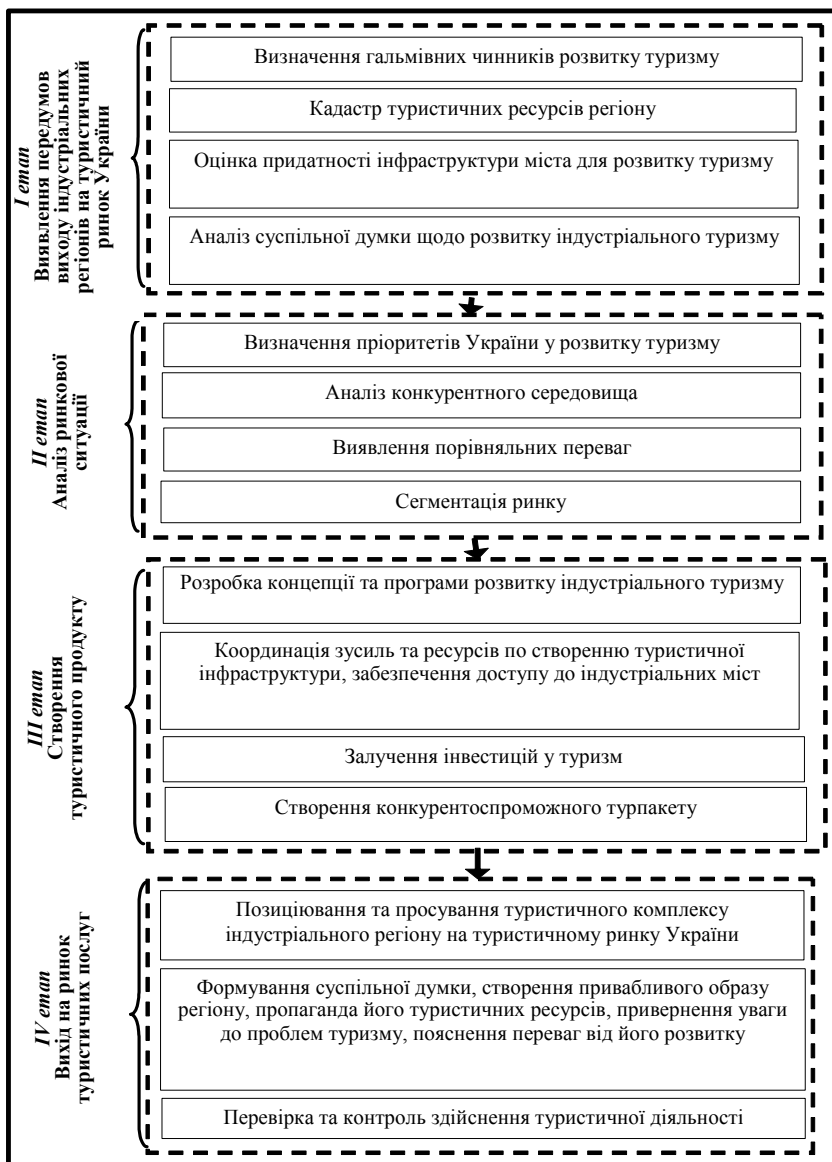 I етап
Виявлення передумов
виходу індустріальних
регіонів на туристичний
ринок України
Визначення гальмівних чинників розвитку туризму
Кадастр туристичних ресурсів регіону
Оцінка придатності інфраструктури міста для розвитку туризму
Аналіз суспільної думки щодо розвитку індустріального туризму
II етап
Аналіз ринкової
ситуації
Визначення пріоритетів України у розвитку туризму
Аналіз конкурентного середовища
Виявлення порівняльних переваг
Сегментація ринку
III етап
Створення
туристичного продукту
Розробка концепції та програми розвитку індустріального туризму
Координація зусиль та ресурсів по створенню туристичної
інфраструктури, забезпечення доступу до індустріальних міст
Залучення інвестицій у туризм
Створення конкурентоспроможного турпакету
IV етап
Вихід на ринок
туристичних послуг
Позиціювання та просування туристичного комплексу
індустріального регіону на туристичному ринку України
Формування суспільної думки, створення привабливого образу
регіону, пропаганда його туристичних ресурсів, привернення уваги
до проблем туризму, пояснення переваг від його розвитку
Перевірка та контроль здійснення туристичної діяльності